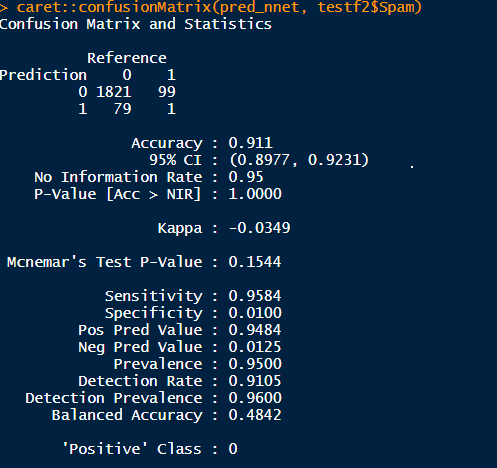 > caret::confusionMatrix(pred_nnet, testf2$Spam)
Confusion Matrix and Statistics
Reference
Prediction 0 1
0 1821 99
1 79 1
Accuracy : 0.911
95% CI : (0.8977, 0.9231)
No Information Rate : 0.95
P-Value [Acc > NIR] : 1.0000
Kappa : -0.0349
Mcnemar's Test P-Value : 0.1544
Sensitivity : 0.9584
Specificity : 0.0100
Pos Pred Value : 0.9484
Neg Pred Value : 0.0125
Prevalence : 0.9500
Detection Rate : 0.9105
Detection Prevalence : 0.9600
Balanced Accuracy : 0.4842
'Positive' Class : 0